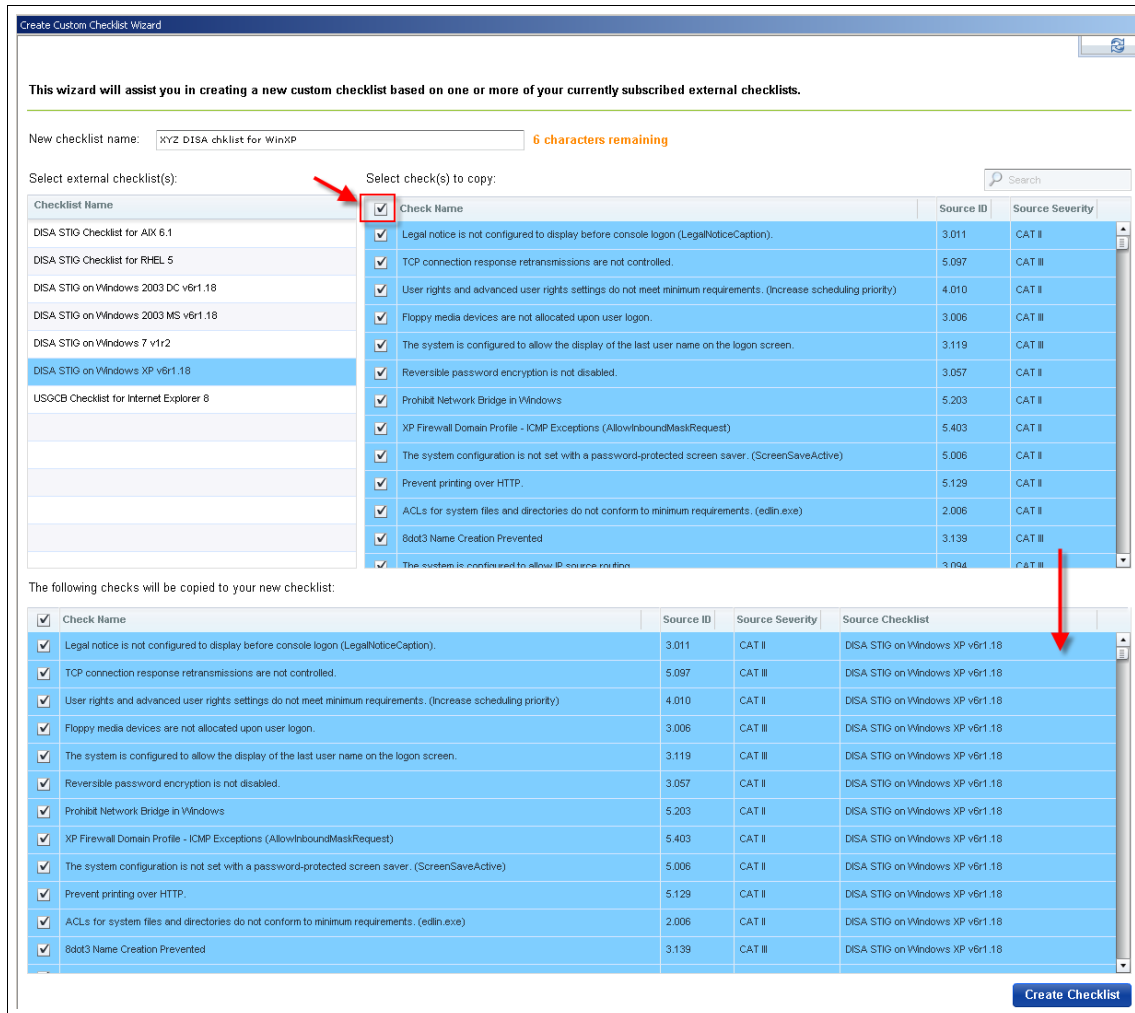 Create Custom Checklist Wizard
This wizard will assist you in creating a new custom checklist based on one or more of your currently subscribed external checklists.
New checklist name: XYZ DISA chklist for WinXP 6 characters remaining
Select external checklist(s):
Checklist Name
DISA STIG Checklist for AIX 6.1
DISA STIG Checklist for RHEL 5
DISA STIG on Windows 2003 DC v6r1.18
DISA STIG on Windows 2003 MS v6r1.18
DISA STIG on Windows 7 v1r2
DISA STIG on Windows XP v6r1.18
USGCB Checklist for Internet Explorer 8
Select check(s) to copy: Search
Check Name Source ID Source Severity
Legal notice is not configured to display before console logon (LegalNoticeCaption). 3.011 CAT II
TCP connection response retransmissions are not controlled. 5.097 CAT III
User rights and advanced user rights settings do not meet minimum requirements. (Increase scheduling priority) 4.010 CAT II
Floppy media devices are not allocated upon user logon. 3.006 CAT III
The system is configured to allow the display of the last user name on the logon screen. 3.119 CAT III
Reversible password encryption is not disabled. 3.057 CAT II
Prohibit Network Bridge in Windows 5.203 CAT II
XP Firewall Domain Profile - ICMP Exceptions (AllowInboundMaskRequest) 5.403 CAT II
The system configuration is not set with a password-protected screen saver. (ScreenSaveActive) 5.006 CAT II
Prevent printing over HTTP. 5.129 CAT II
ACLs for system files and directories do not conform to minimum requirements. (edlin.exe) 2.006 CAT II
8dot3 Name Creation Prevented 3.139 CAT III
The system is configured to allow IP source routing 3.094 CAT III
The following checks will be copied to your new checklist:
Check Name Source ID Source Severity Source Checklist
Legal notice is not configured to display before console logon (LegalNoticeCaption). 3.011 CAT II DISA STIG on Windows XP v6r1.18
TCP connection response retransmissions are not controlled. 5.097 CAT III DISA STIG on Windows XP v6r1.18
User rights and advanced user rights settings do not meet minimum requirements. (Increase scheduling priority) 4.010 CAT II DISA STIG on Windows XP v6r1.18
Floppy media devices are not allocated upon user logon. 3.006 CAT III DISA STIG on Windows XP v6r1.18
The system is configured to allow the display of the last user name on the logon screen. 3.119 CAT III DISA STIG on Windows XP v6r1.18
Reversible password encryption is not disabled. 3.057 CAT II DISA STIG on Windows XP v6r1.18
Prohibit Network Bridge in Windows 5.203 CAT II DISA STIG on Windows XP v6r1.18
XP Firewall Domain Profile - ICMP Exceptions (AllowInboundMaskRequest) 5.403 CAT II DISA STIG on Windows XP v6r1.18
The system configuration is not set with a password-protected screen saver. (ScreenSaveActive) 5.006 CAT II DISA STIG on Windows XP v6r1.18
Prevent printing over HTTP. 5.129 CAT II DISA STIG on Windows XP v6r1.18
ACLs for system files and directories do not conform to minimum requirements. (edlin.exe) 2.006 CAT II DISA STIG on Windows XP v6r1.18
8dot3 Name Creation Prevented 3.139 CAT III DISA STIG on Windows XP v6r1.18
Create Checklist